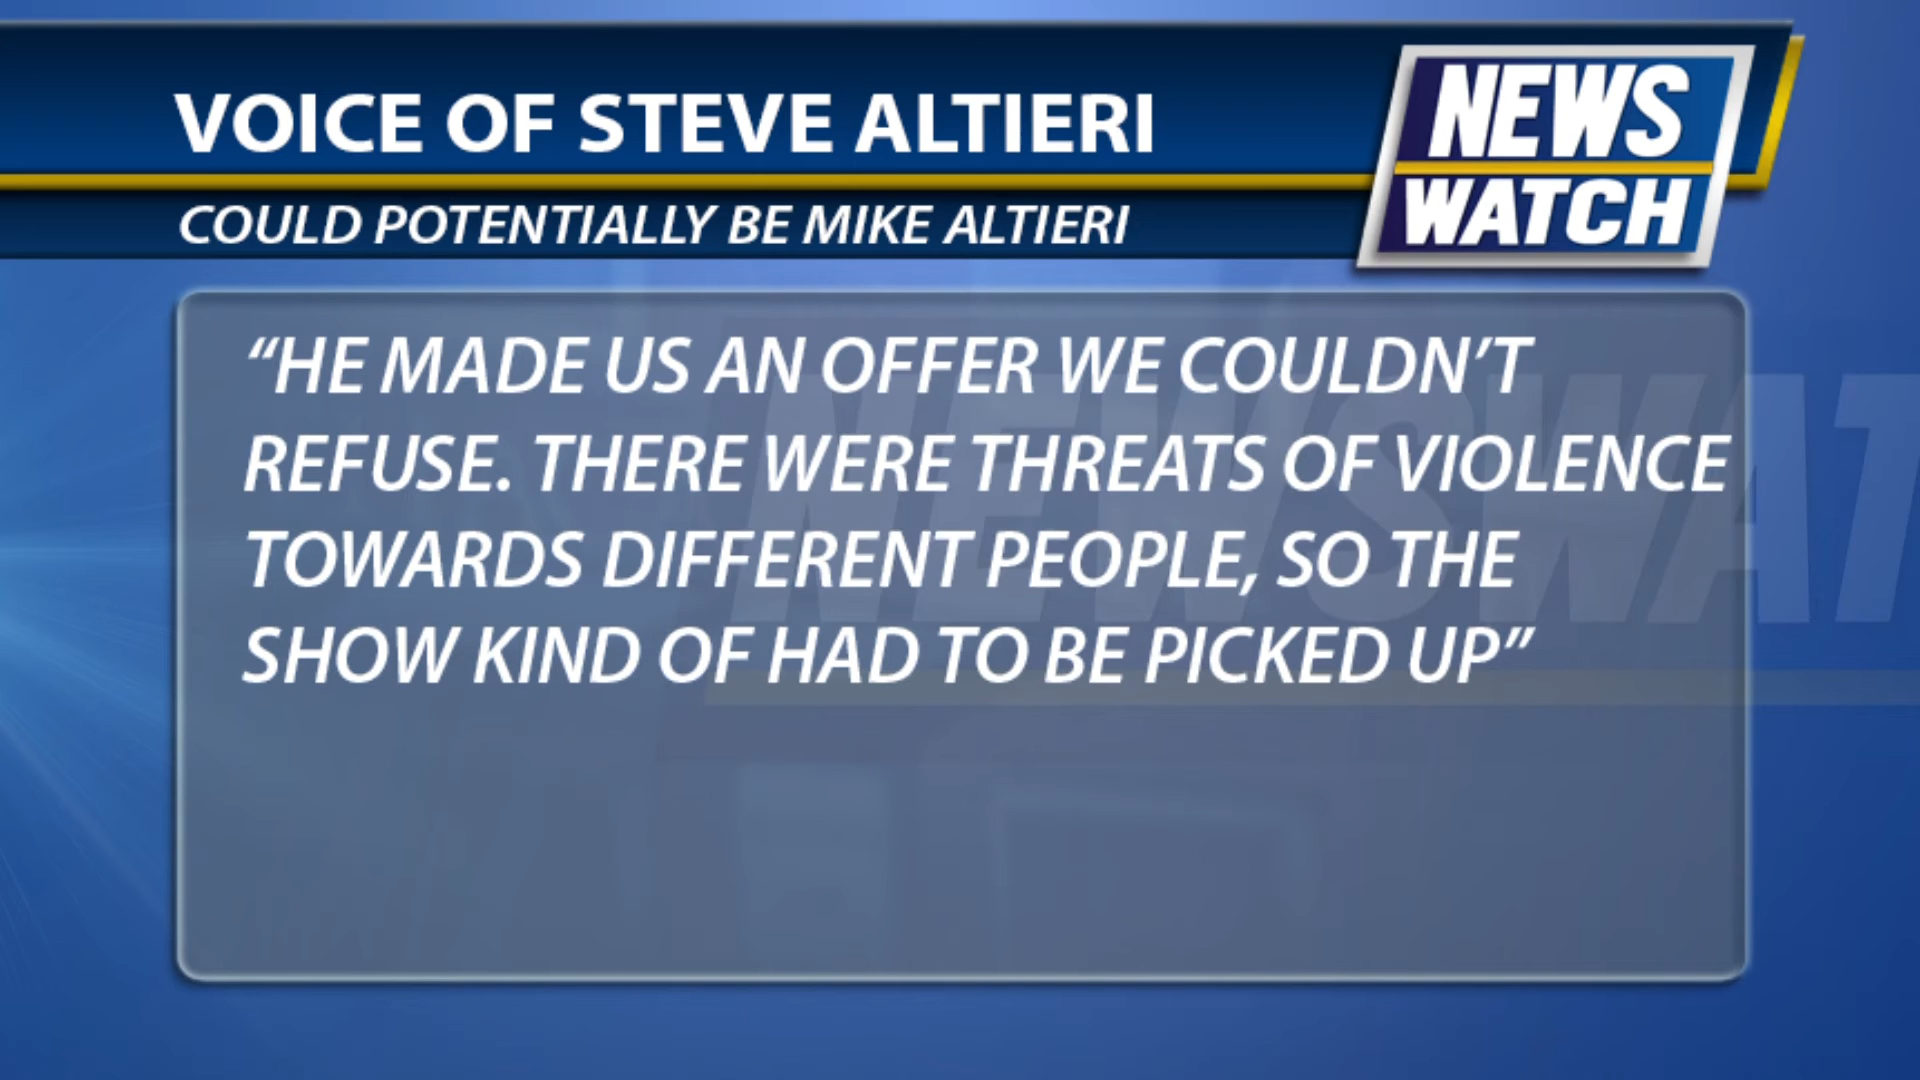 VOICE OF STEVE ALTIERI
COULD POTENTIALLY BE MIKE ALTIERI
NEWS
WATCH
“HE MADE US AN OFFER WE COULDN’T
REFUSE. THERE WERE THREATS OF VIOLENCE
TOWARDS DIFFERENT PEOPLE, SO THE
SHOW KIND OF HAD TO BE PICKED UP”
NEWSWAT